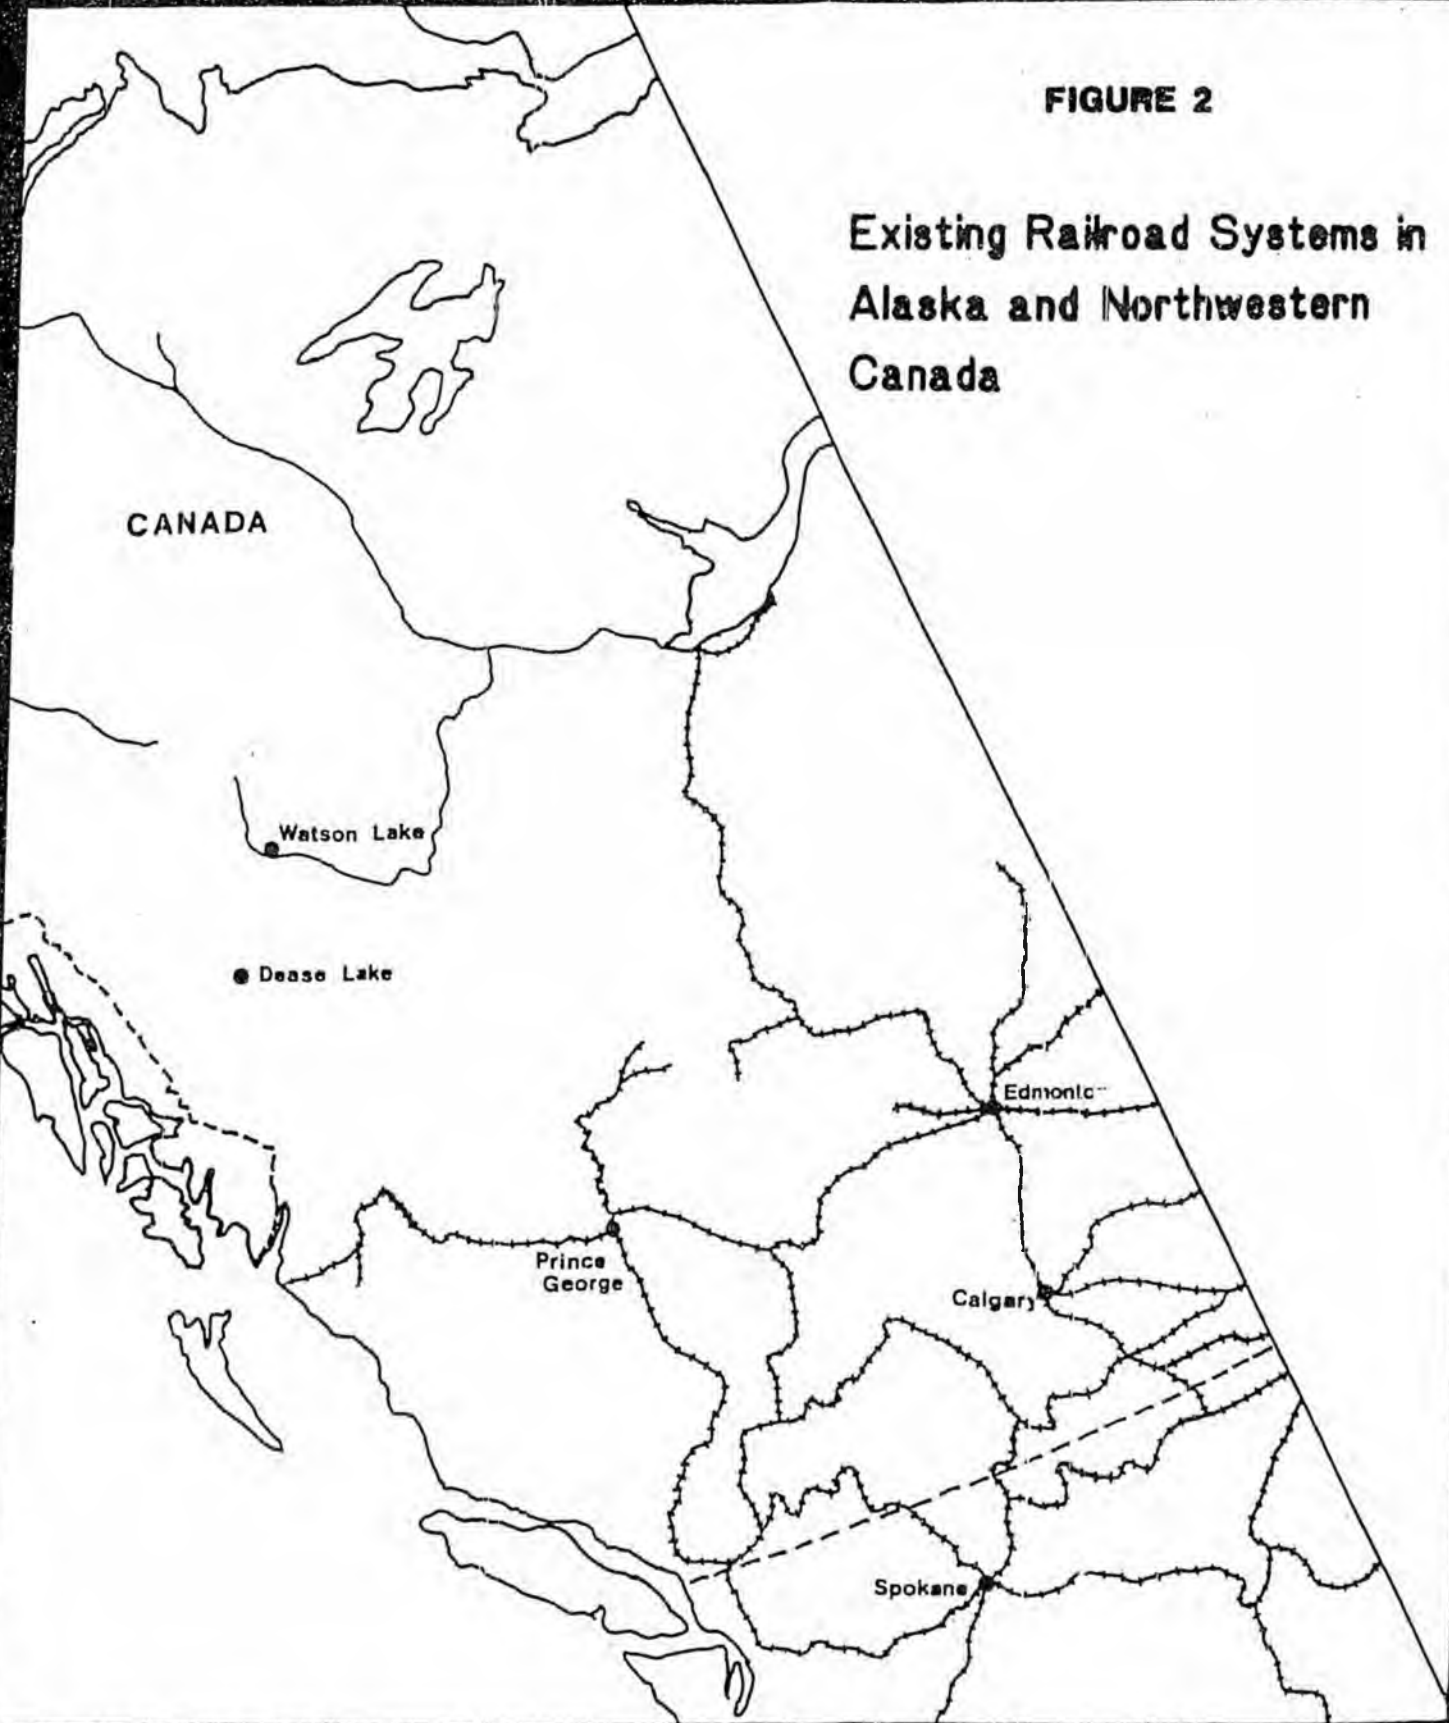 FIGURE 2
Existing Railroad Systems in
Alaska and Northwestern
Canada
CANADA
Watson Lake
Dease Lake
Edmonto
Prince
George
Calgary
Spokane